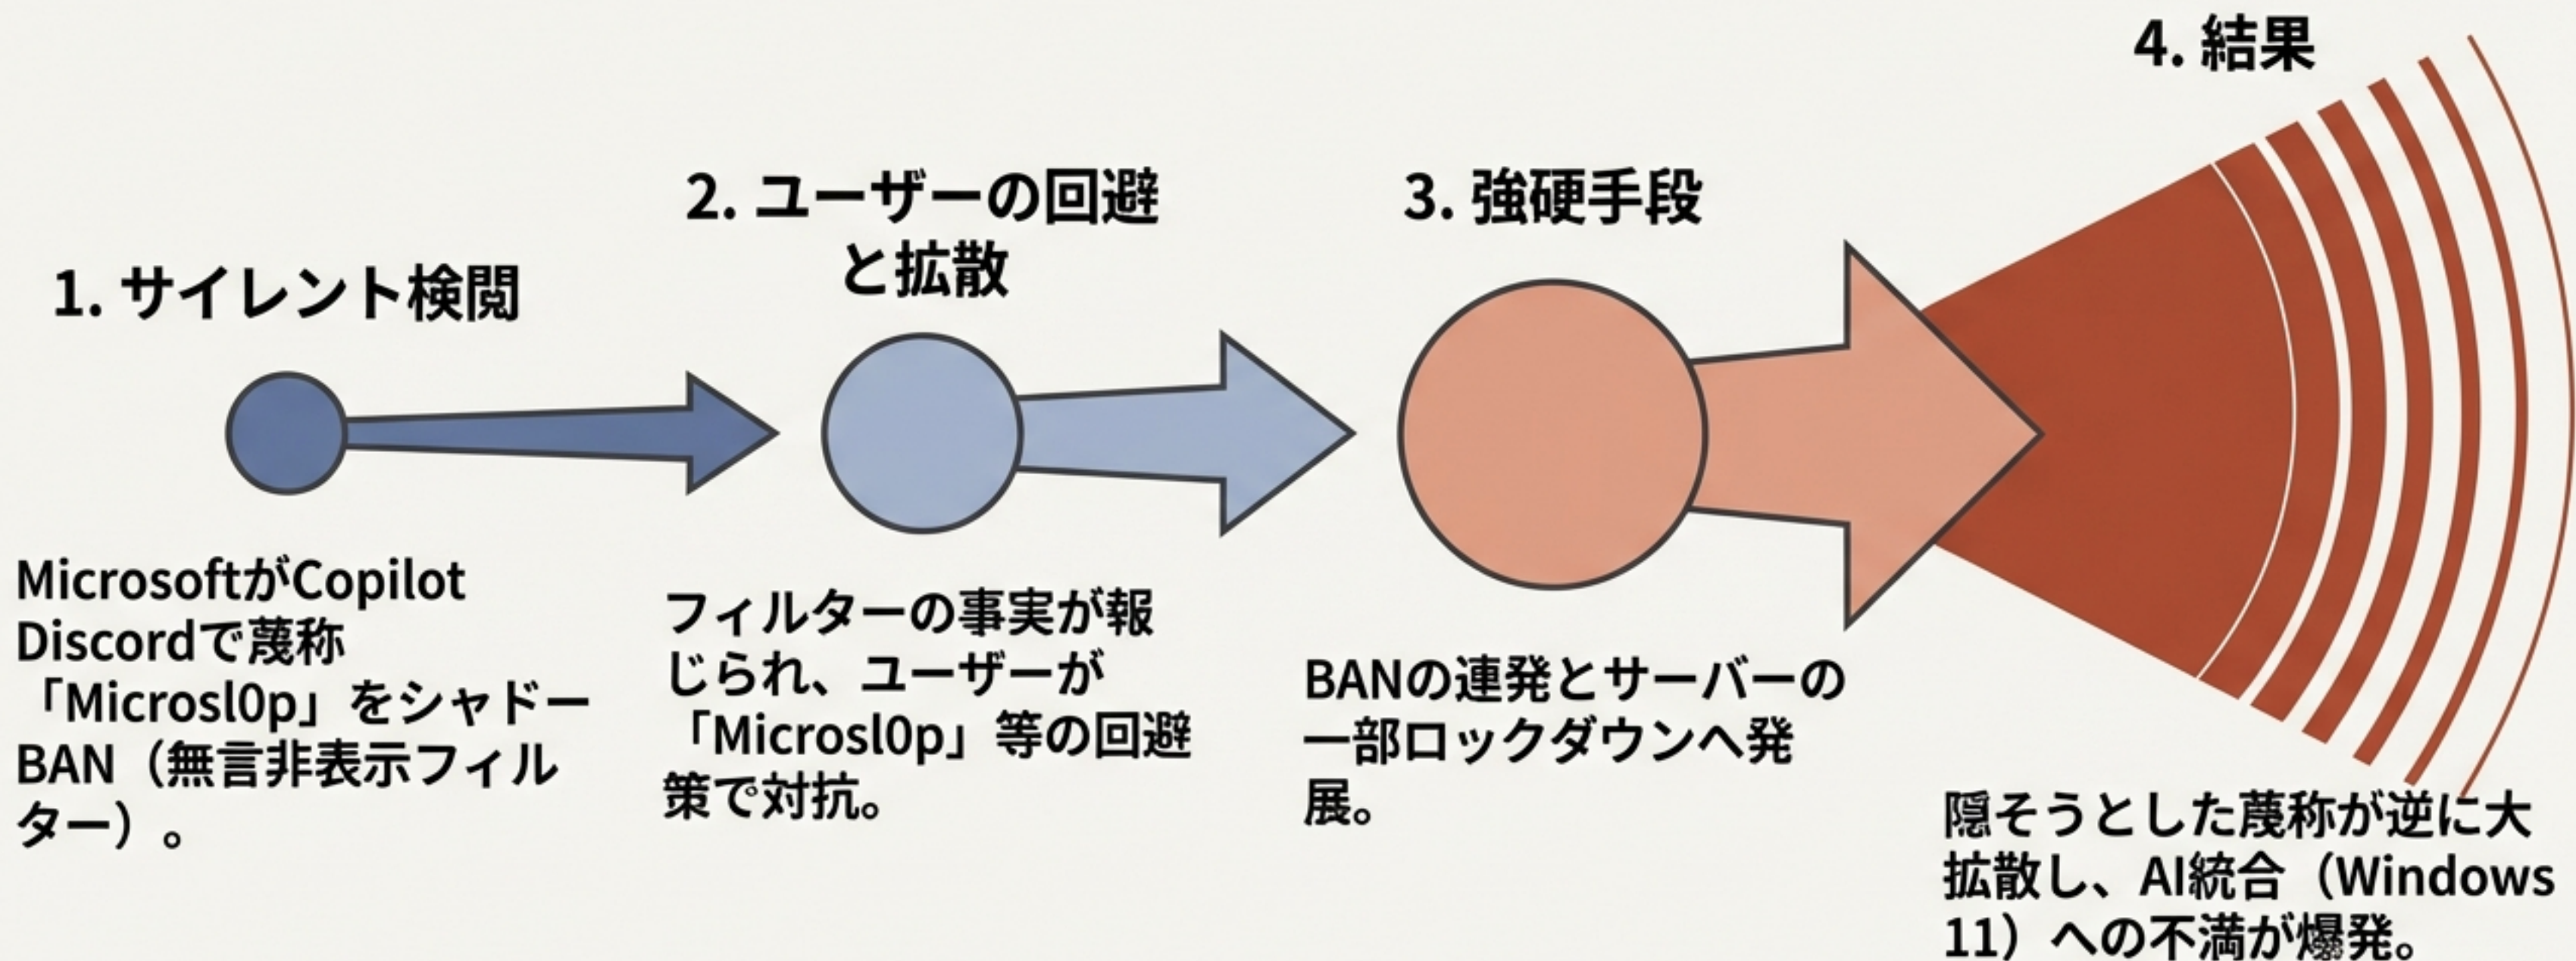 1. サイレント検閲
MicrosoftがCopilot
Discordで蔑称
「Microsl0p」をシャドー
BAN（無言非表示フィル
ター）。
2. ユーザーの回避
と拡散
フィルターの事実が報
じられ、ユーザーが
「Microsl0p」等の回避
策で対抗。
3. 強硬手段
BANの連発とサーバーの
一部ロックダウンへ発
展。
4. 結果
隠そうとした蔑称が逆に大
拡散し、AI統合（Windows
11）への不満が爆発。